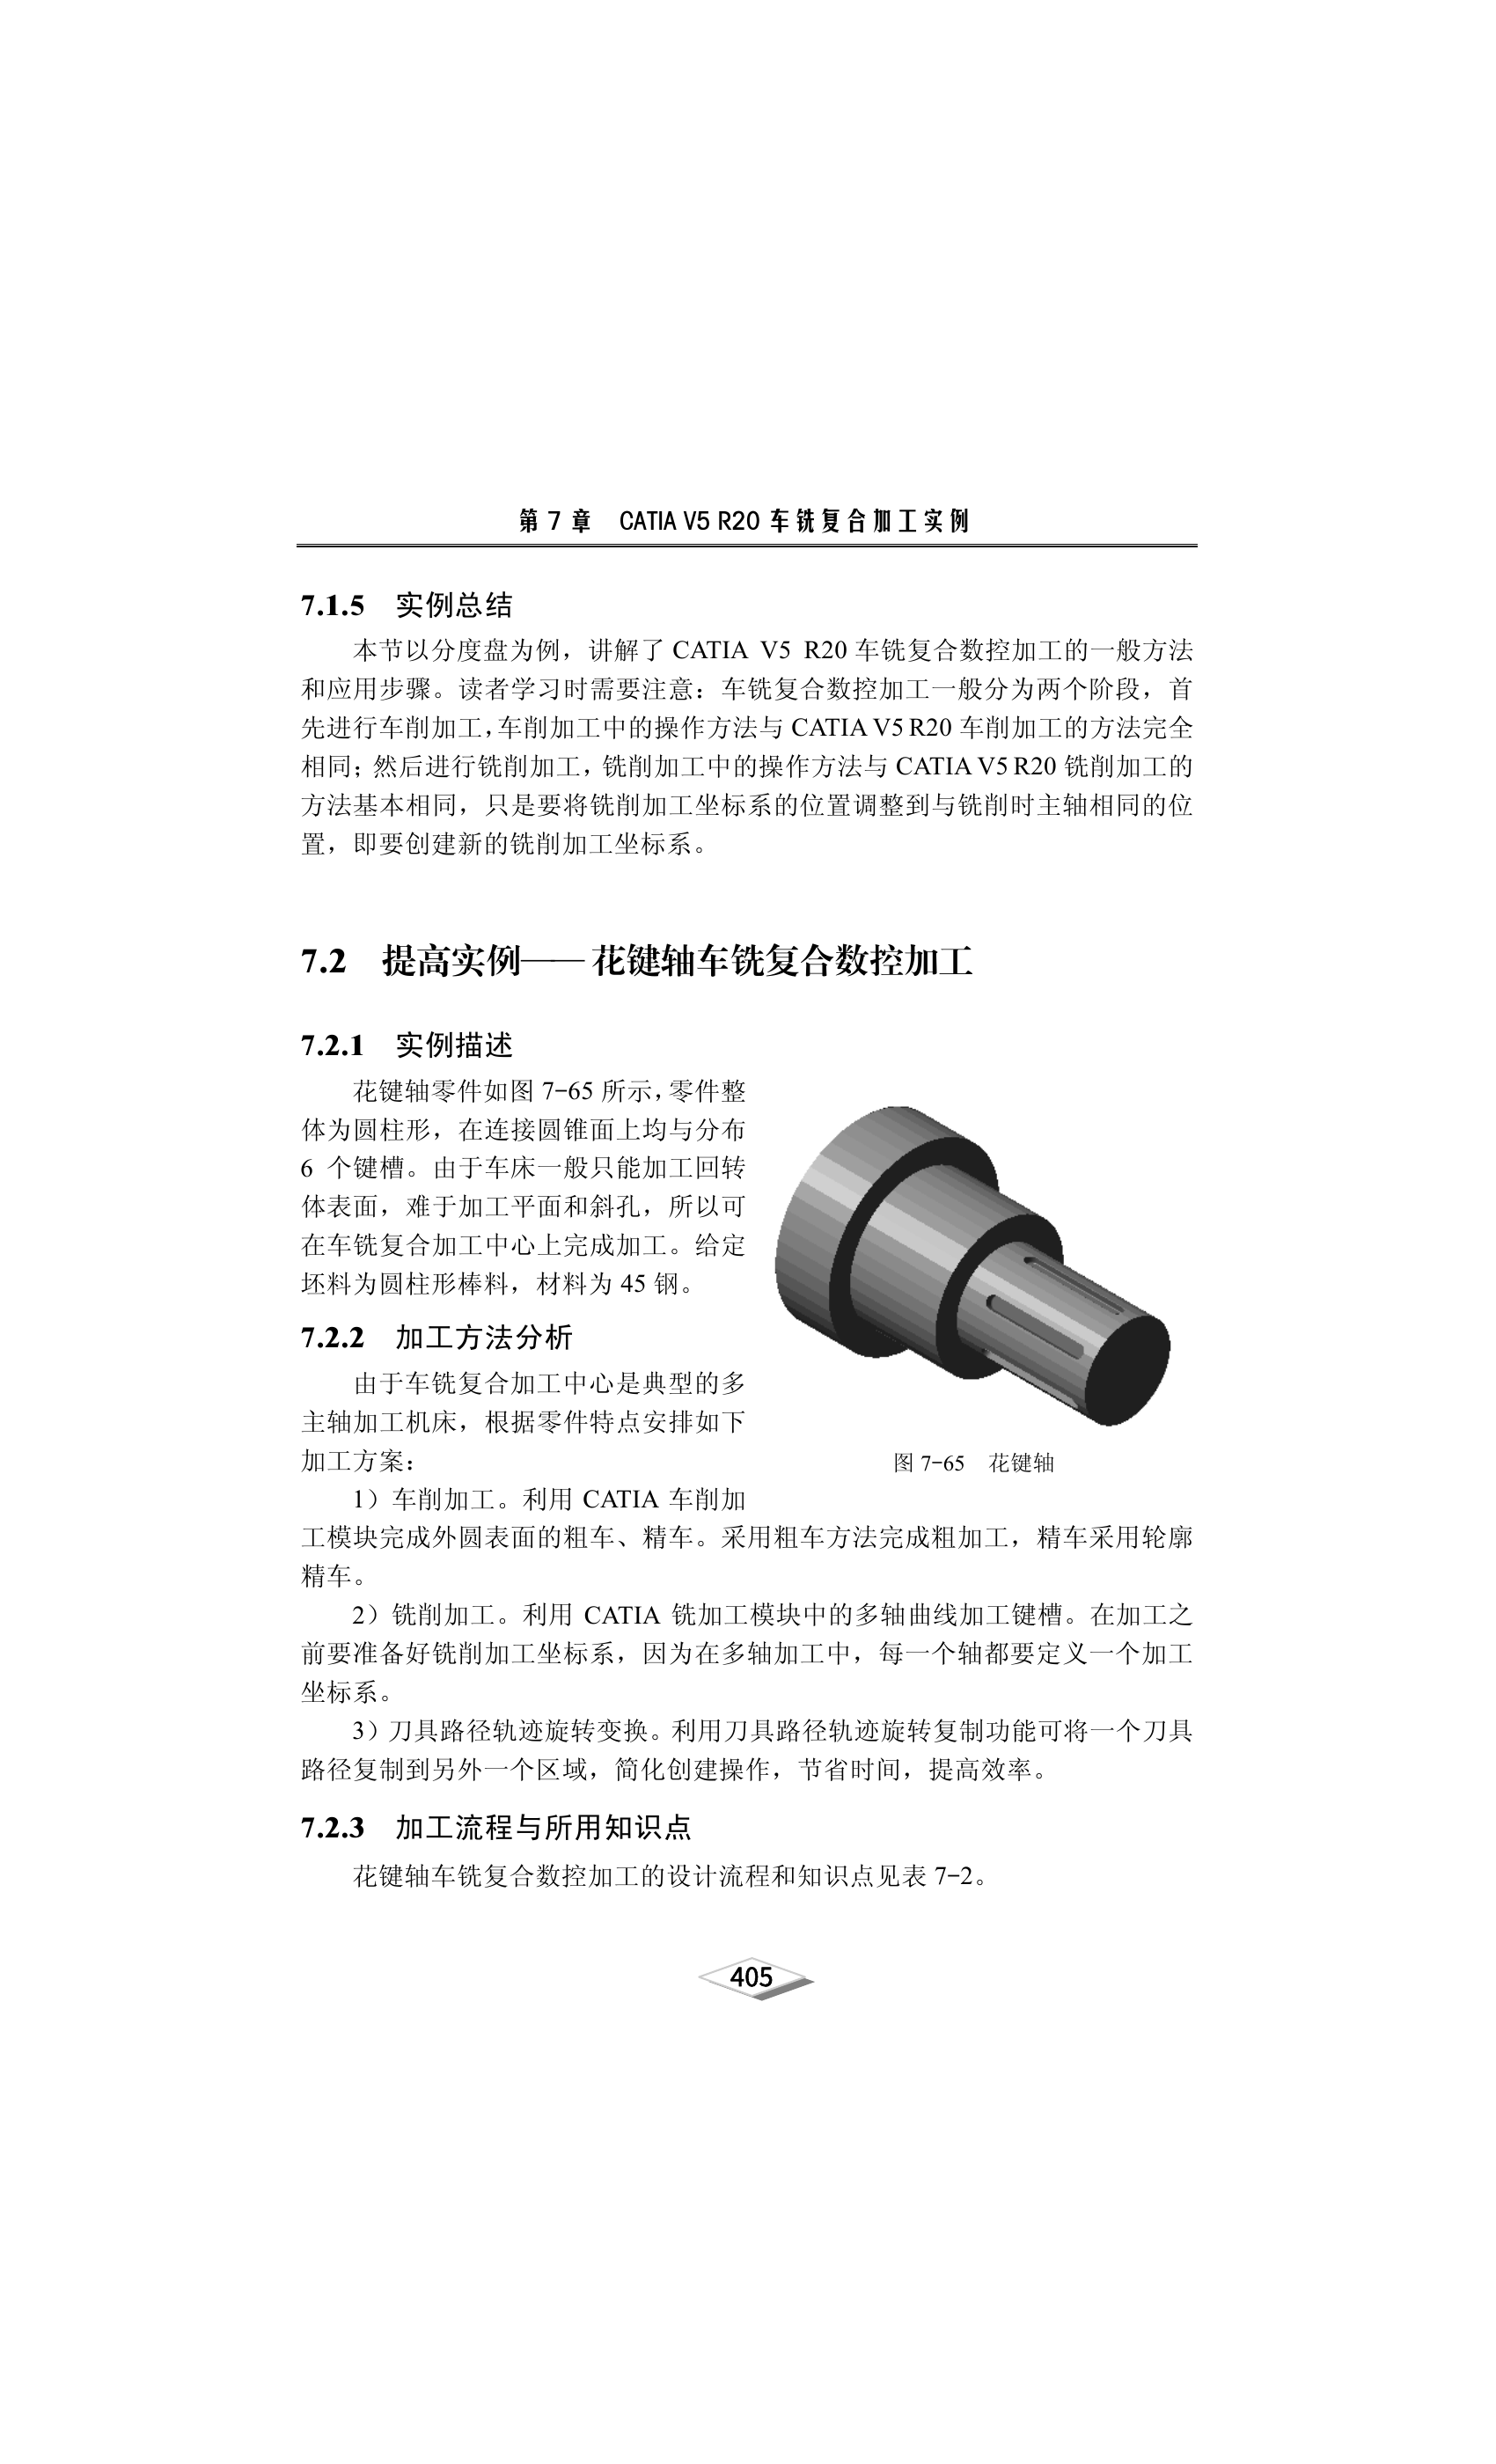 第 7 章　CATIA V5 R20 车铣复合加工实例
7.1.5　实例总结
本节以分度盘为例，讲解了 CATIA V5 R20 车铣复合数控加工的一般方法
和应用步骤。读者学习时需要注意：车铣复合数控加工一般分为两个阶段，首
先进行车削加工，车削加工中的操作方法与 CATIA V5 R20 车削加工的方法完全
相同；然后进行铣削加工，铣削加工中的操作方法与 CATIA V5 R20 铣削加工的
方法基本相同，只是要将铣削加工坐标系的位置调整到与铣削时主轴相同的位
置，即要创建新的铣削加工坐标系。
7.2　提高实例——花键轴车铣复合数控加工
7.2.1　实例描述
花键轴零件如图 7-65 所示，零件整
体为圆柱形，在连接圆锥面上均与分布
6 个键槽。由于车床一般只能加工回转
体表面，难于加工平面和斜孔，所以可
在车铣复合加工中心上完成加工。给定
坯料为圆柱形棒料，材料为 45 钢。
7.2.2　加工方法分析
由于车铣复合加工中心是典型的多
主轴加工机床，根据零件特点安排如下
加工方案：
图 7-65　花键轴
1）车削加工。利用 CATIA 车削加
工模块完成外圆表面的粗车、精车。采用粗车方法完成粗加工，精车采用轮廓
精车。
2）铣削加工。利用 CATIA 铣加工模块中的多轴曲线加工键槽。在加工之
前要准备好铣削加工坐标系，因为在多轴加工中，每一个轴都要定义一个加工
坐标系。
3）刀具路径轨迹旋转变换。利用刀具路径轨迹旋转复制功能可将一个刀具
路径复制到另外一个区域，简化创建操作，节省时间，提高效率。
7.2.3　加工流程与所用知识点
花键轴车铣复合数控加工的设计流程和知识点见表 7-2。
405